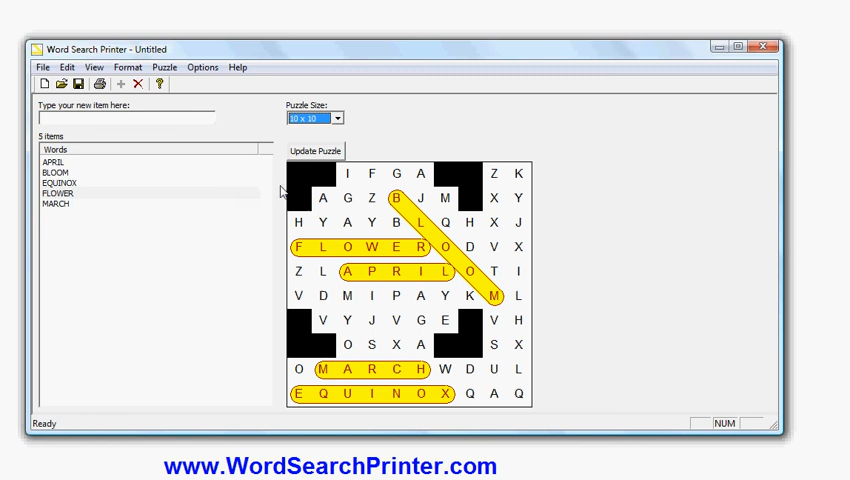 Word Search Printer - Untitled
File Edit View Format Puzzle Options Help
Type your new item here:
Puzzle Size:
10 x 10
5 items
Words
Update Puzzle
APRIL
BLOOM
EQUINOX
FLOWER
MARCH
I F G A Z K
A G Z B J M X Y
H Y A Y B L Q H X J
F L O W E R O D V X
Z L A P R I L O T I
V D M I P A Y K M L
V Y J V G E V H
O S X A S X
O M A R C H W D U L
E Q U I N O X Q A Q
Ready
NUM
www.WordSearchPrinter.com